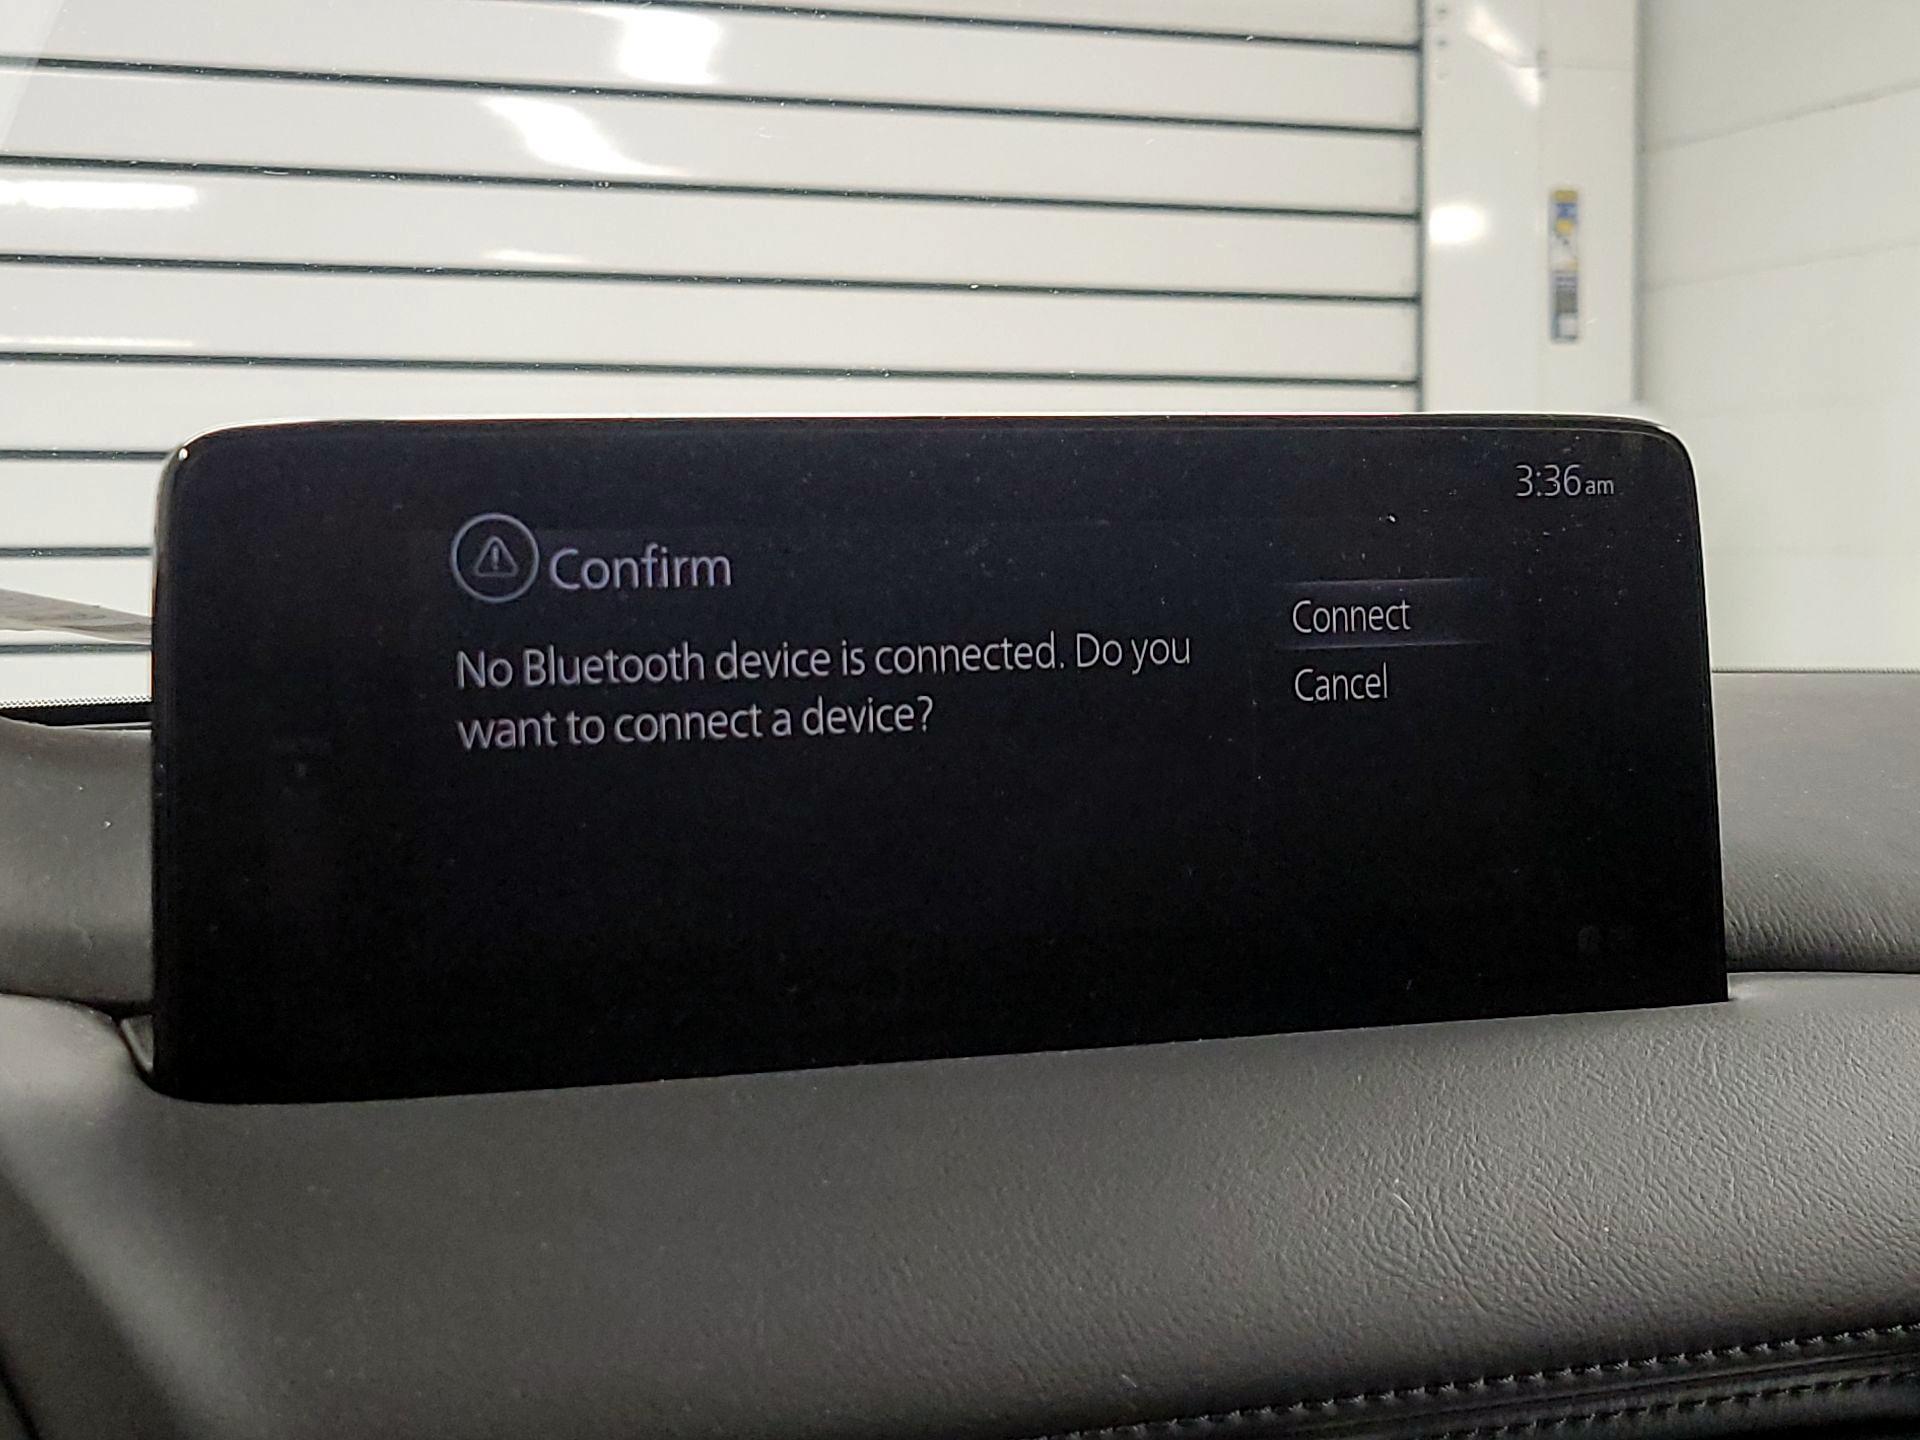 3:36am
Confirm
No Bluetooth device is connected. Do you
want to connect a device?
Connect
Cancel